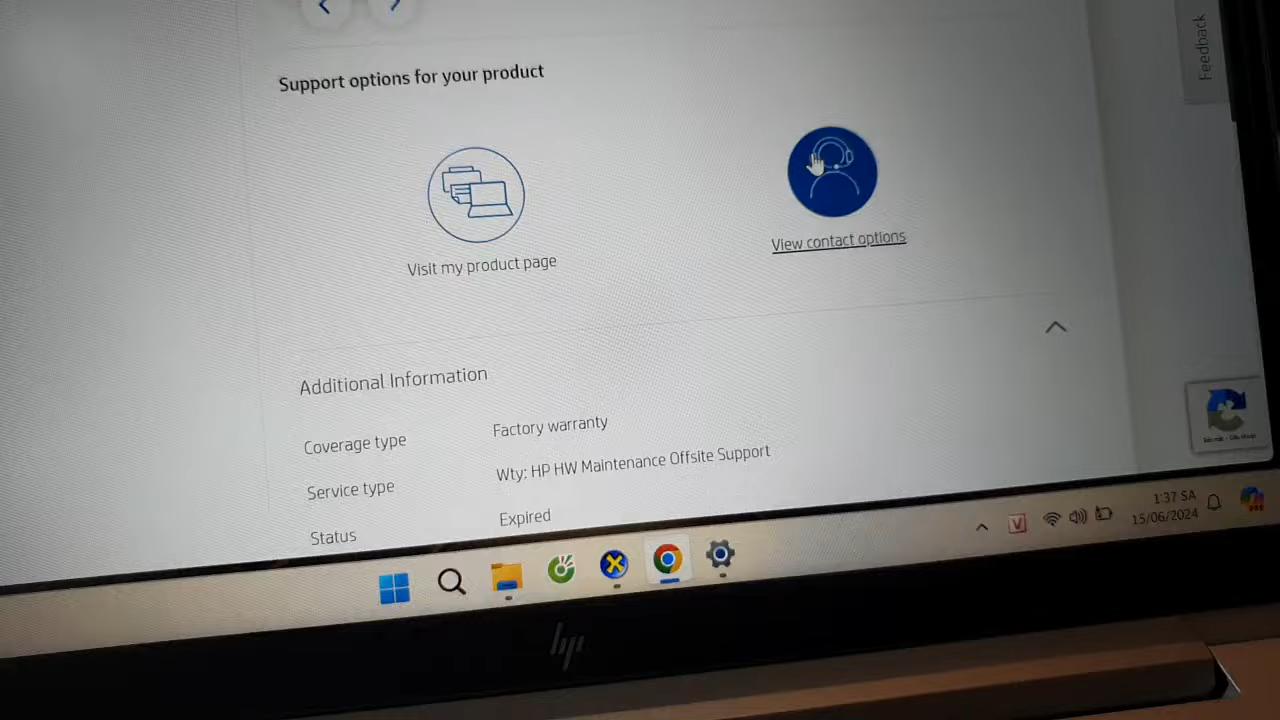 Feedback
Support options for your product
Visit my product page
View contact options
Additional Information
Coverage type
Factory warranty
Service type
Wty: HP HW Maintenance Offsite Support
Status
Expired
1:37 SA
15/06/2024
V
hp